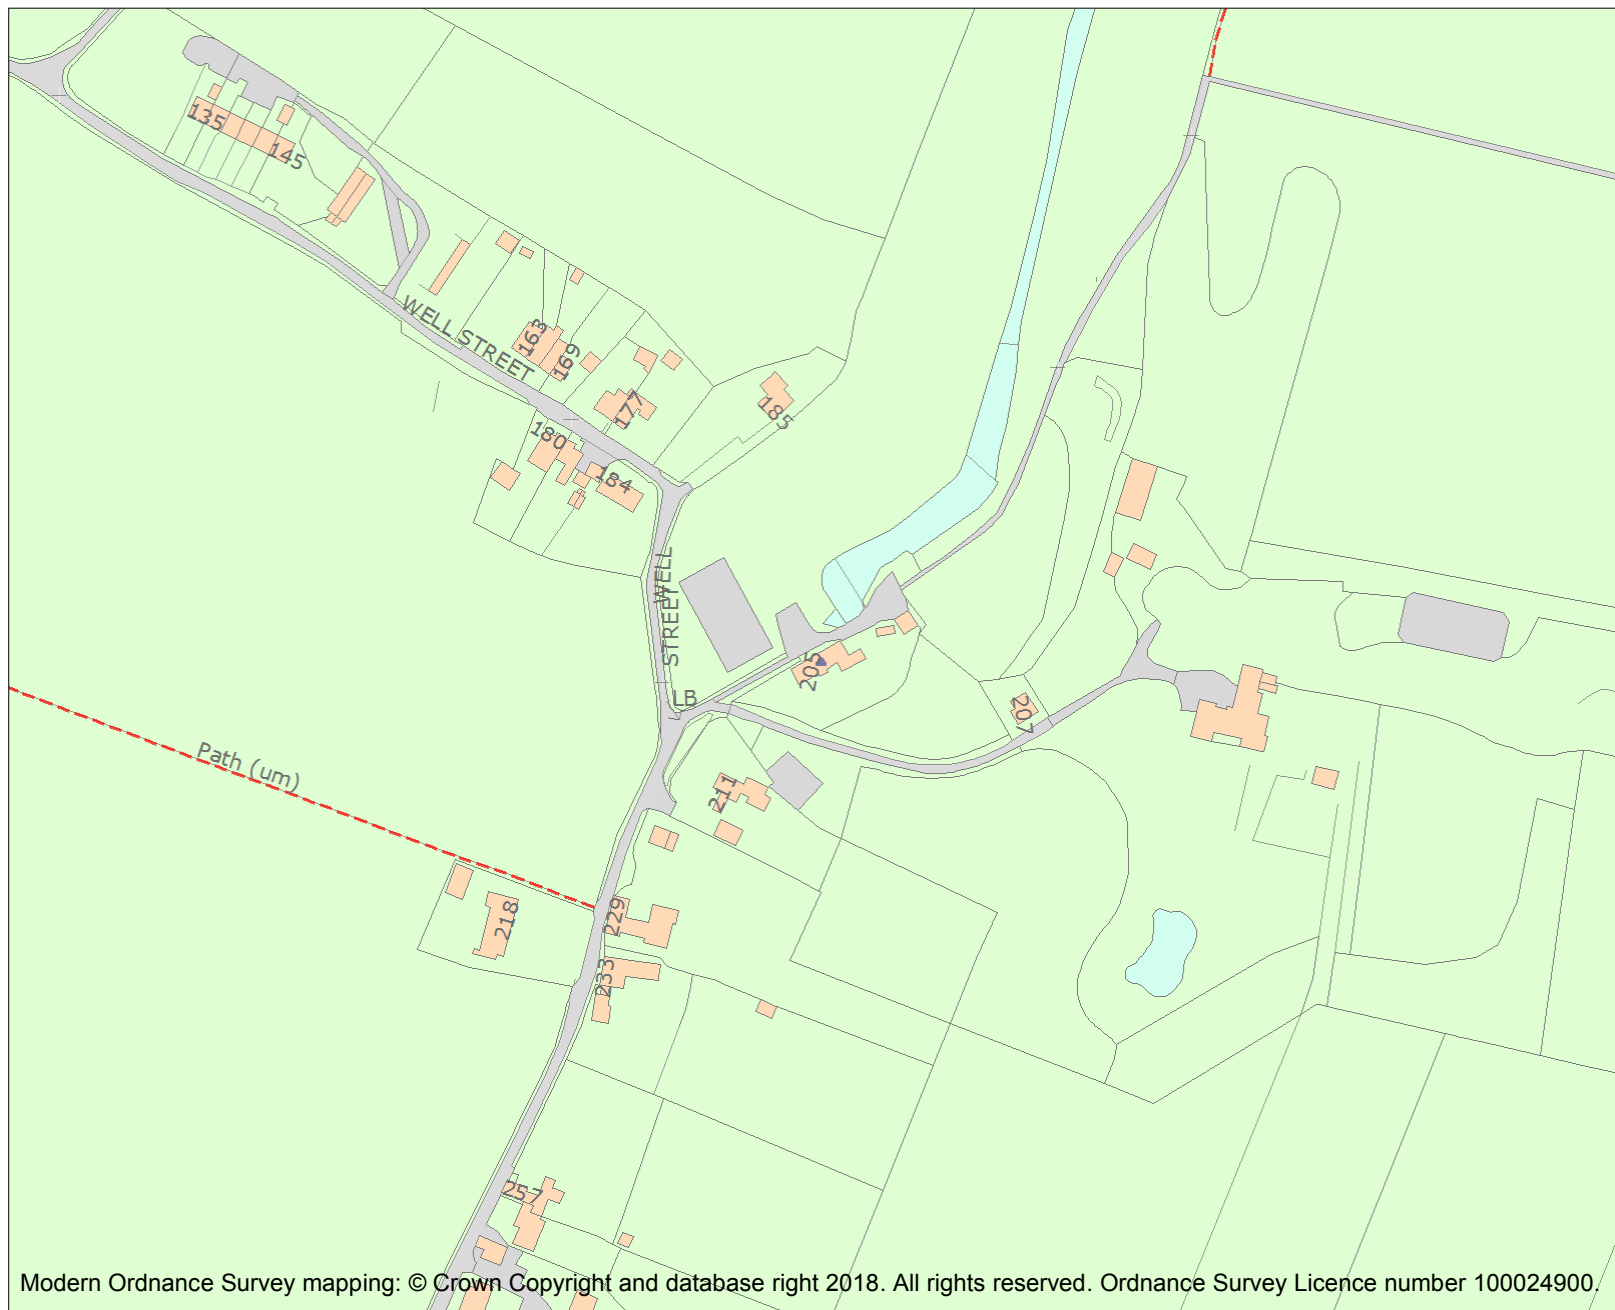 135
145
WELL STREET
163
169
177
185
180
184
WELL
STREET
205
LB
207
Path (um)
211
218
229
233
257
Modern Ordnance Survey mapping: © Crown Copyright and database right 2018. All rights reserved. Ordnance Survey Licence number 100024900.